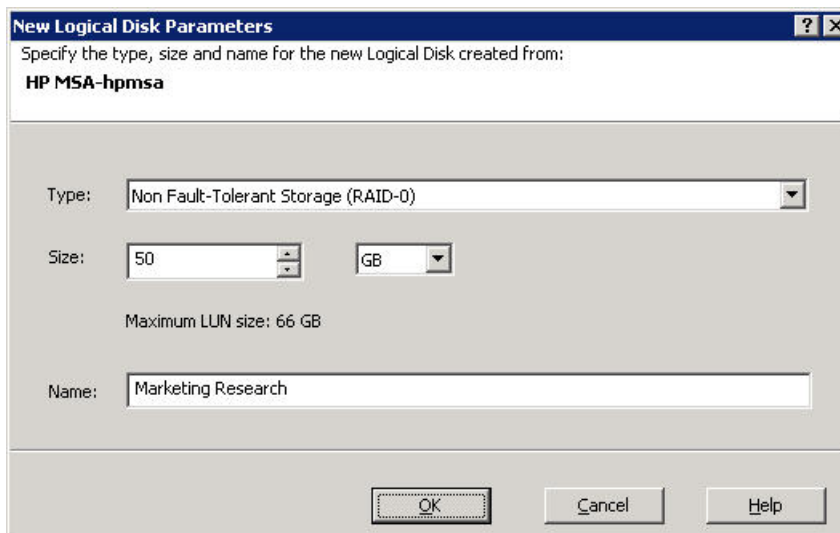 New Logical Disk Parameters
Specify the type, size and name for the new Logical Disk created from:
HP MSA-hpmsa
Type: Non Fault-Tolerant Storage (RAID-0)
Size: 50 GB
Maximum LUN size: 66 GB
Name: Marketing Research
OK Cancel Help